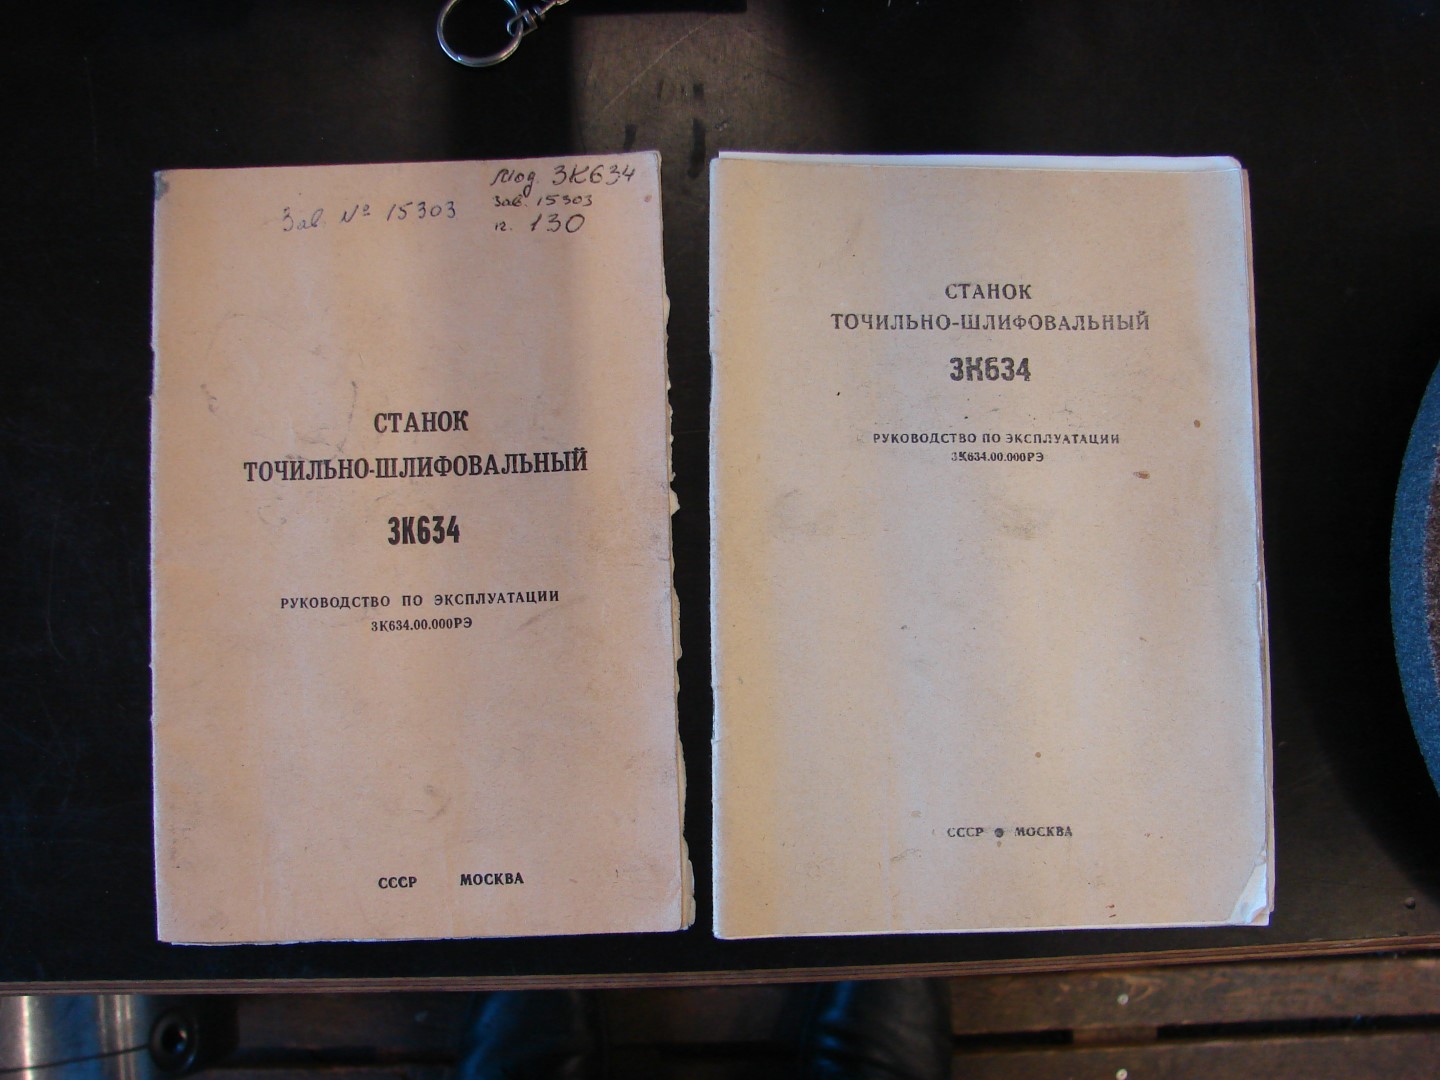 Мод. 3К634
Зав. № 15303
Зав. 15303
130
СТАНОК
ТОЧИЛЬНО-ШЛИФОВАЛЬНЫЙ
3К634
РУКОВОДСТВО ПО ЭКСПЛУАТАЦИИ
3К634.00.000РЭ
СССР МОСКВА
СТАНОК
ТОЧИЛЬНО-ШЛИФОВАЛЬНЫЙ
3К634
РУКОВОДСТВО ПО ЭКСПЛУАТАЦИИ
3К634.00.000РЭ
СССР МОСКВА